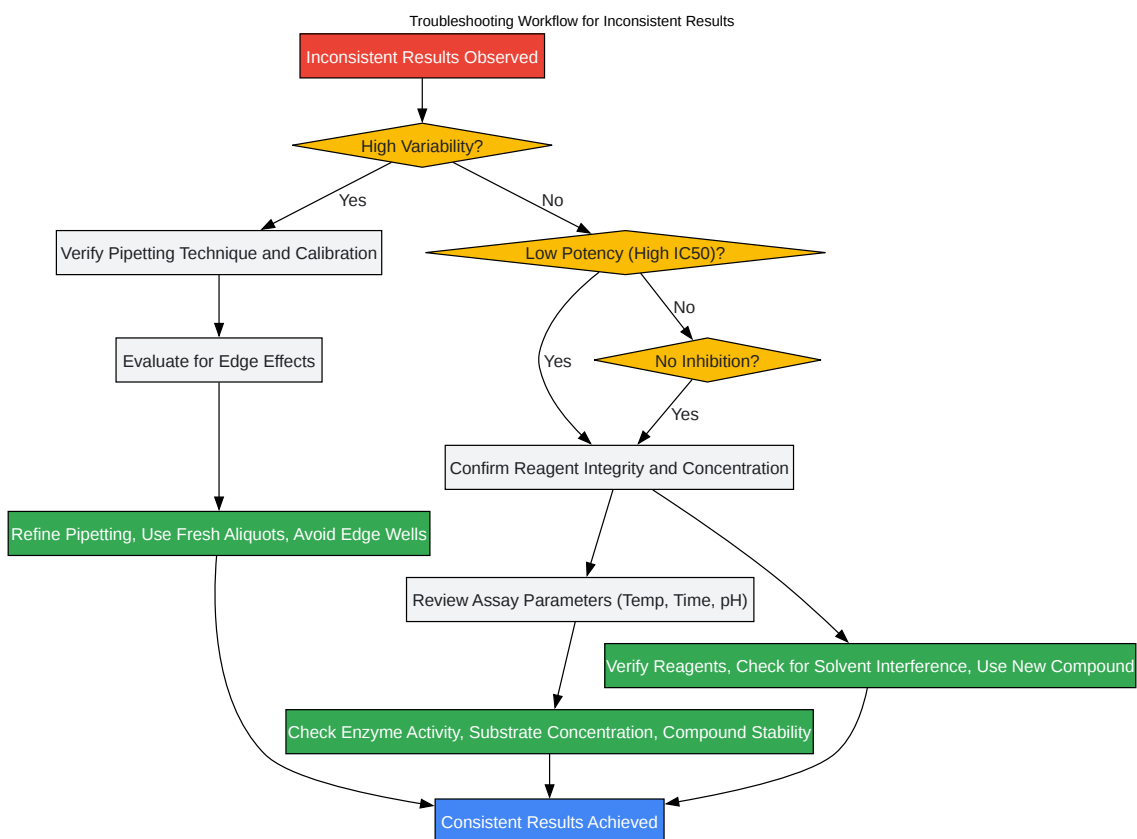 Troubleshooting Workflow for Inconsistent Results
Inconsistent Results Observed
High Variability?
Yes
No
Verify Pipetting Technique and Calibration
Low Potency (High IC50)?
No
Evaluate for Edge Effects
Yes
No Inhibition?
Yes
Confirm Reagent Integrity and Concentration
Refine Pipetting, Use Fresh Aliquots, Avoid Edge Wells
Review Assay Parameters (Temp, Time, pH)
Verify Reagents, Check for Solvent Interference, Use New Compound
Check Enzyme Activity, Substrate Concentration, Compound Stability
Consistent Results Achieved